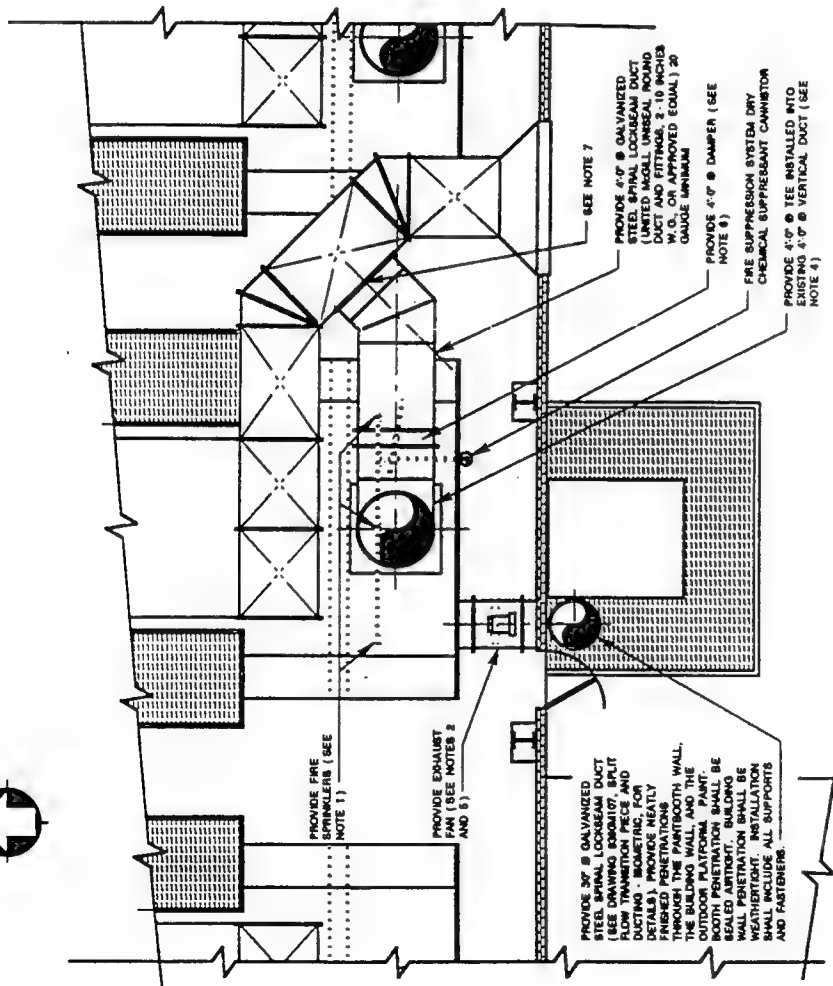 PROVIDE FIRE
SPRINKLERS (SEE
NOTE 1)
PROVIDE EXHAUST
FAN (SEE NOTES 2
AND 5)
PROVIDE 30" Ø GALVANIZED
STEEL SPIRAL LOCKSEAM DUCT
(SEE DRAWING 8380M107, SPLIT
FLOW TRANSITION PIECE AND
DUCTING - ISOMETRIC, FOR
DETAILS). PROVIDE NEATLY
FINISHED PENETRATIONS
THROUGH THE PAINTBOOTH WALL,
THE BUILDING WALL, AND THE
OUTDOOR PLATFORM. PAINT-
BOOTH PENETRATION SHALL BE
SEALED AIRTIGHT. BUILDING
WALL PENETRATION SHALL BE
WEATHERTIGHT. INSTALLATION
SHALL INCLUDE ALL SUPPORTS
AND FASTENERS.
SEE NOTE 7
PROVIDE 4'-0" Ø GALVANIZED
STEEL SPIRAL LOCKSEAM DUCT
(UNITED McGILL UNISEAL ROUND
DUCT AND FITTINGS, 2-10 INCHES
W.G., OR APPROVED EQUAL) 20
GAUGE MINIMUM
PROVIDE 4'-0" Ø DAMPER (SEE
NOTE 6)
FIRE SUPPRESSION SYSTEM DRY
CHEMICAL SUPPRESSANT CANNISTOR
PROVIDE 4'-0" Ø TEE INSTALLED INTO
EXISTING 4'-0" Ø VERTICAL DUCT (SEE
NOTE 4)